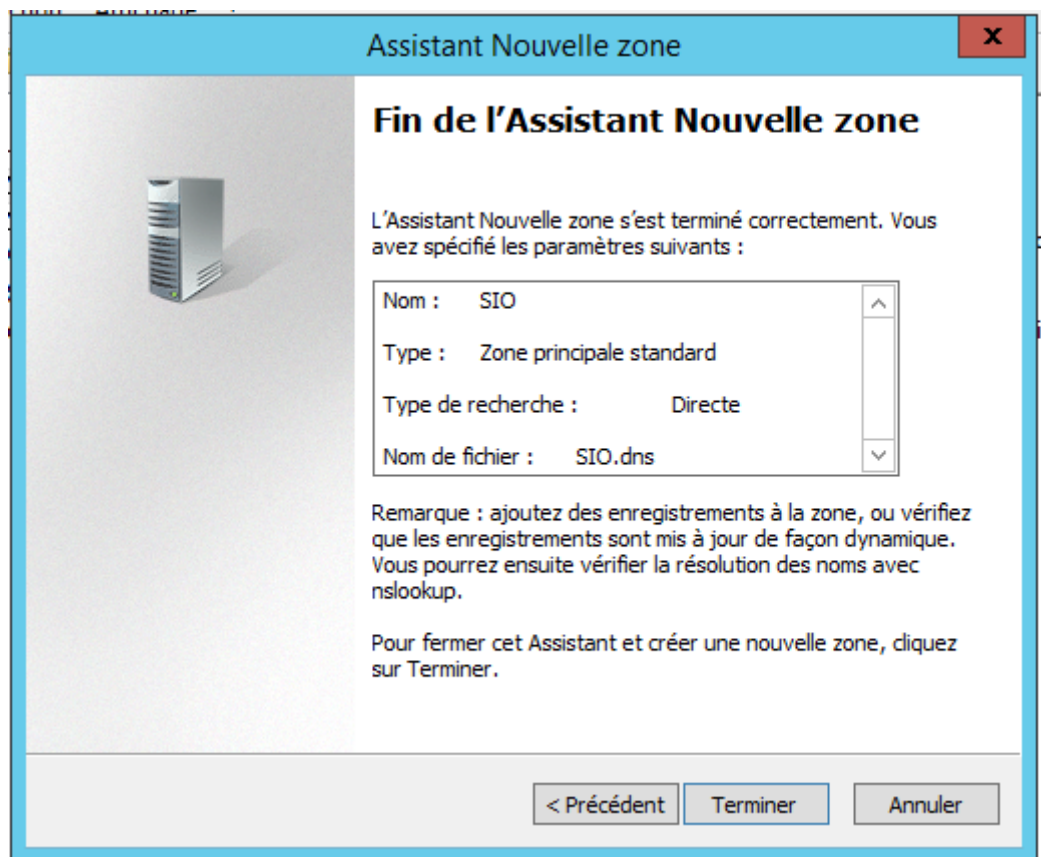 Assistant Nouvelle zone
x
Fin de l'Assistant Nouvelle zone
L'Assistant Nouvelle zone s'est terminé correctement. Vous
avez spécifié les paramètres suivants :
Nom : SIO
Type : Zone principale standard
Type de recherche : Directe
Nom de fichier : SIO.dns
Remarque : ajoutez des enregistrements à la zone, ou vérifiez
que les enregistrements sont mis à jour de façon dynamique.
Vous pourrez ensuite vérifier la résolution des noms avec
nslookup.
Pour fermer cet Assistant et créer une nouvelle zone, cliquez
sur Terminer.
< Précédent Terminer Annuler